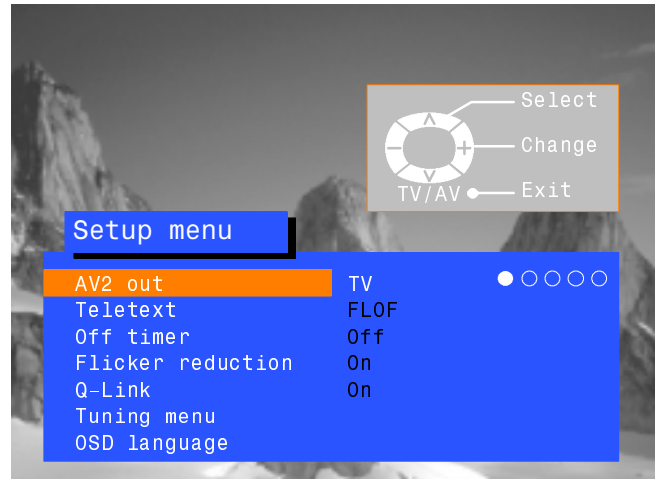 Select
Change
TV/AV Exit
Setup menu
AV2 out TV
Teletext FLOF
Off timer Off
Flicker reduction On
Q-Link On
Tuning menu
OSD language